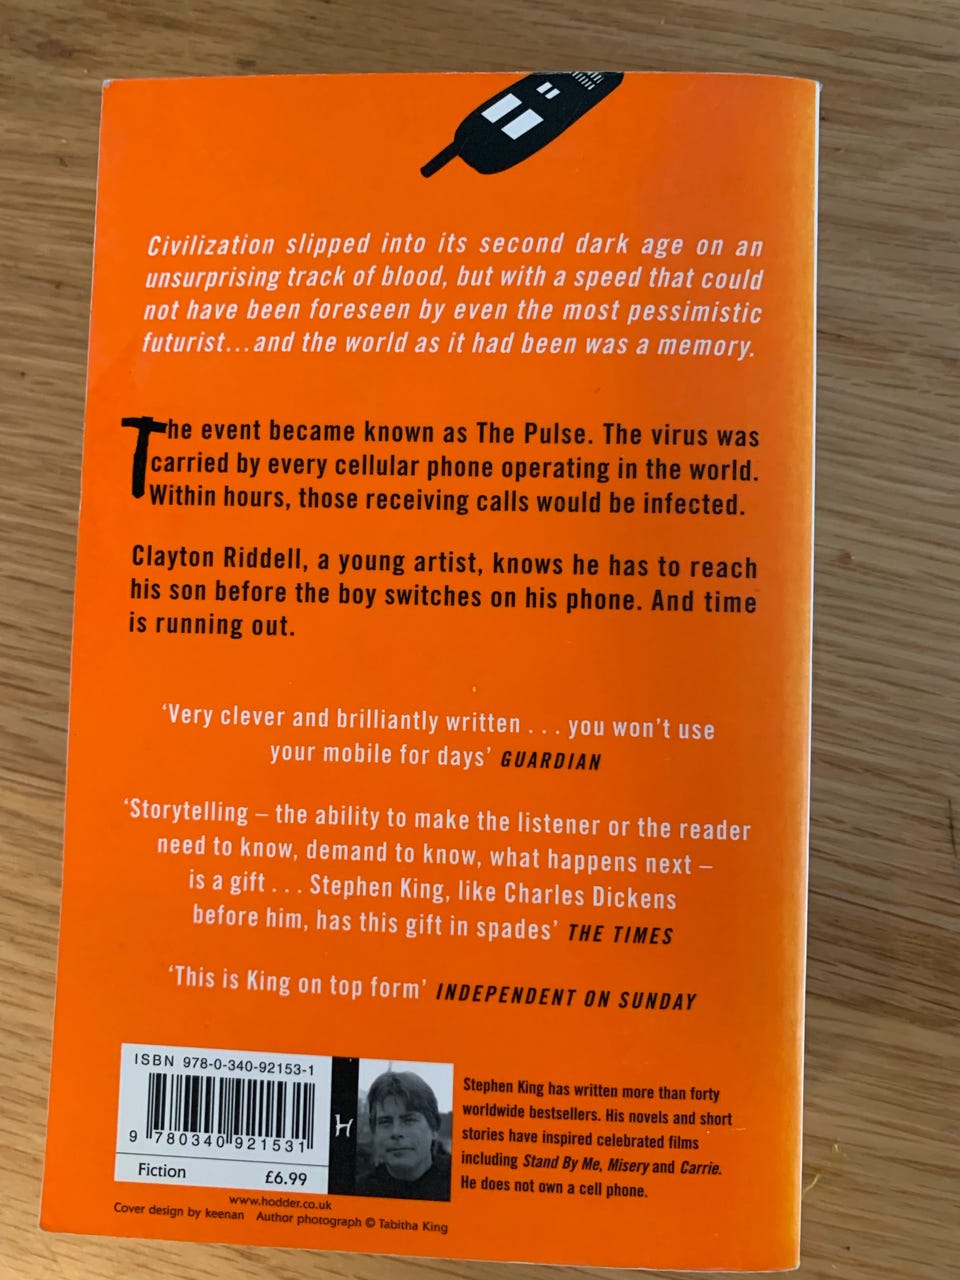 Civilization slipped into its second dark age on an
unsurprising track of blood, but with a speed that could
not have been foreseen by even the most pessimistic
futurist...and the world as it had been was a memory.
The event became known as The Pulse. The virus was
carried by every cellular phone operating in the world.
Within hours, those receiving calls would be infected.
Clayton Riddell, a young artist, knows he has to reach
his son before the boy switches on his phone. And time
is running out.
‘Very clever and brilliantly written . . . you won’t use
your mobile for days’ GUARDIAN
‘Storytelling – the ability to make the listener or the reader
need to know, demand to know, what happens next –
is a gift . . . Stephen King, like Charles Dickens
before him, has this gift in spades’ THE TIMES
‘This is King on top form’ INDEPENDENT ON SUNDAY
ISBN 978-0-340-92153-1
9 780340 921531
Fiction £6.99
H
Stephen King has written more than forty
worldwide bestsellers. His novels and short
stories have inspired celebrated films
including Stand By Me, Misery and Carrie.
He does not own a cell phone.
www.hodder.co.uk
Cover design by keenan Author photograph © Tabitha King